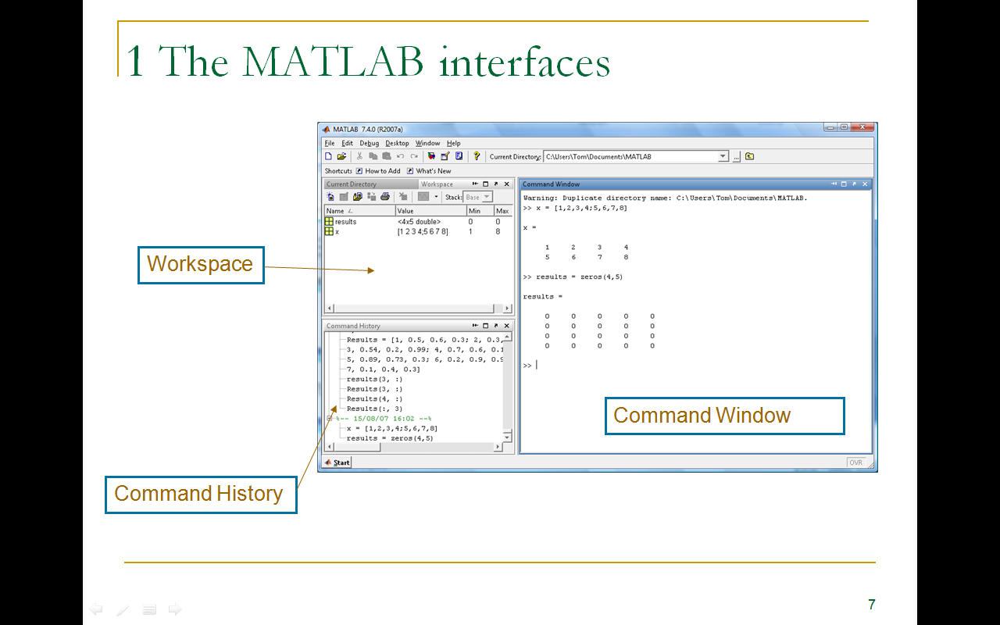 1 The MATLAB interfaces
MATLAB 7.4.0 (R2007a)
File Edit Debug Desktop Window Help
Current Directory: C:\Users\Tom\Documents\MATLAB
Shortcuts How to Add What's New
Current Directory Workspace
Stack: Base
Name Value Min Max
results <4x5 double> 0 0
x [1 2 3 4;5 6 7 8] 1 8
Workspace
Command History
Results = [1, 0.5, 0.6, 0.3; 2, 0.3,
3, 0.54, 0.2, 0.99; 4, 0.7, 0.6, 0.1
5, 0.89, 0.73, 0.3; 6, 0.2, 0.9, 0.9
7, 0.1, 0.4, 0.3]
results(3, :)
Results(3, :)
Results(4, :)
Results(:, 3)
%-- 15/08/07 16:02 --%
x = [1,2,3,4;5,6,7,8]
results = zeros(4,5)
Start
Command History
Command Window
Warning: Duplicate directory name: C:\Users\Tom\Documents\MATLAB.
>> x = [1,2,3,4;5,6,7,8]
x =
1 2 3 4
5 6 7 8
>> results = zeros(4,5)
results =
0 0 0 0 0
0 0 0 0 0
0 0 0 0 0
0 0 0 0 0
>>
Command Window
OVR
7